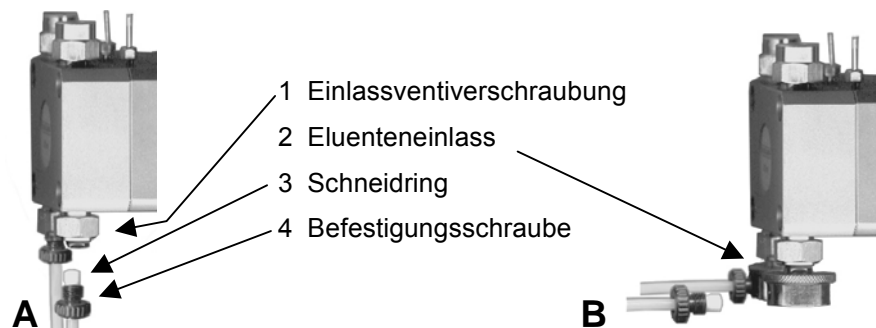 1 Einlassventiverschraubung
2 Eluenteneinlass
3 Schneidring
4 Befestigungsschraube
A
B